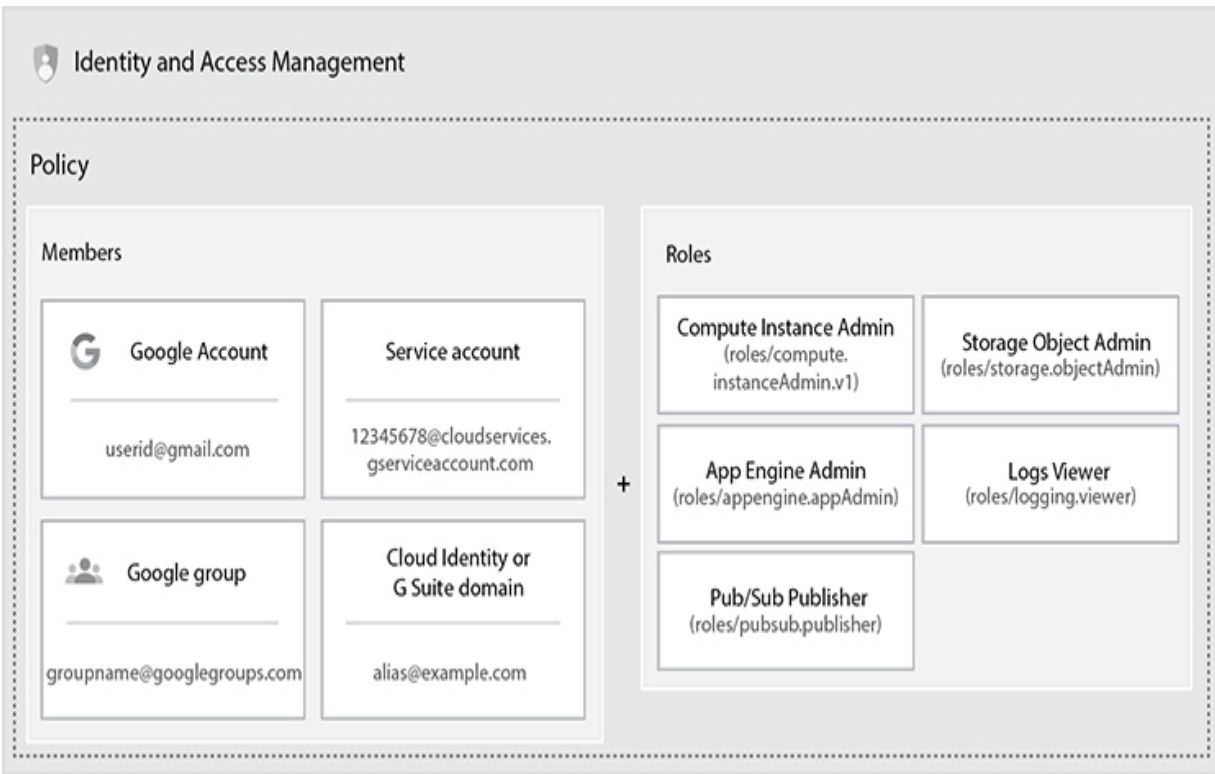 Identity and Access Management
Policy
Members
Google Account
userid@gmail.com
Service account
12345678@cloudservices.
gserviceaccount.com
Google group
groupname@googlegroups.com
Cloud Identity or
G Suite domain
alias@example.com
+
Roles
Compute Instance Admin
(roles/compute.
instanceAdmin.v1)
Storage Object Admin
(roles/storage.objectAdmin)
App Engine Admin
(roles/appengine.appAdmin)
Logs Viewer
(roles/logging.viewer)
Pub/Sub Publisher
(roles/pubsub.publisher)